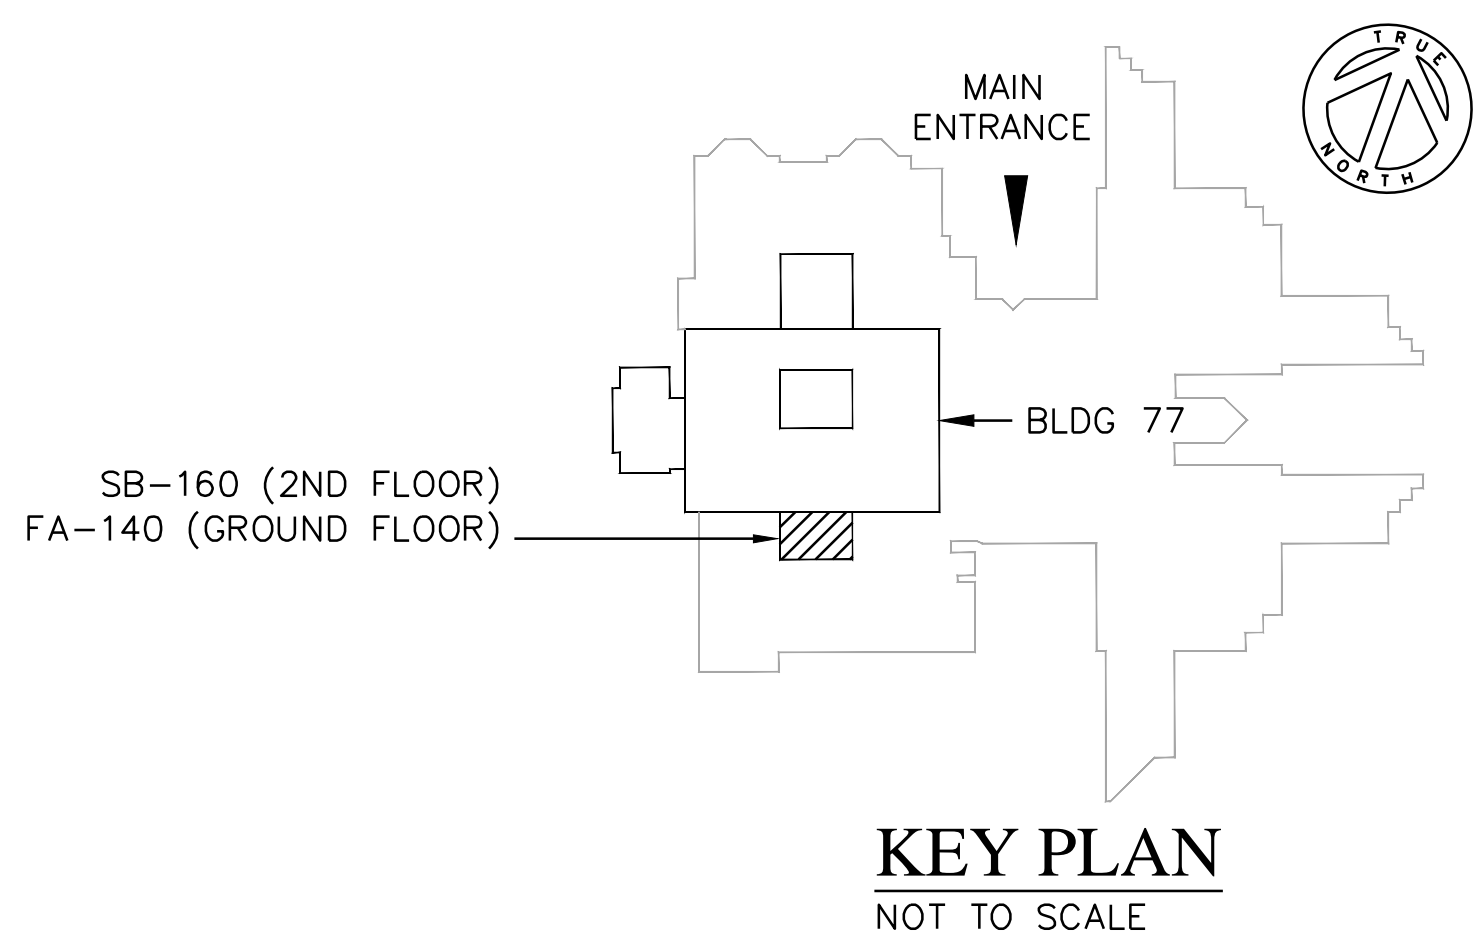 TRUE
NORTH
MAIN
ENTRANCE
BLDG 77
SB-160 (2ND FLOOR)
FA-140 (GROUND FLOOR)
KEY PLAN
NOT TO SCALE